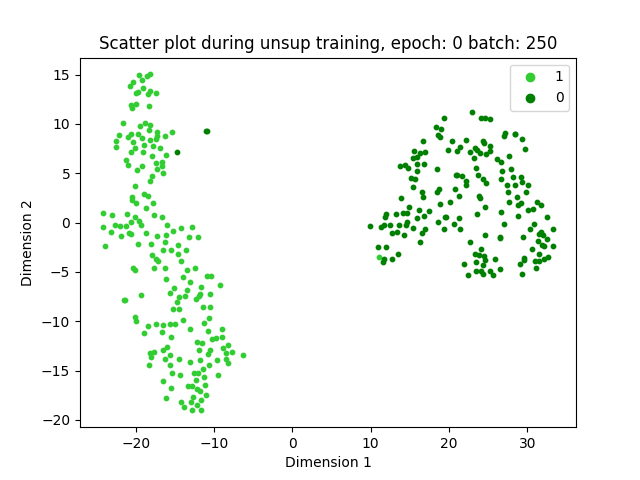 Scatter plot during unsup training, epoch: 0 batch: 250
1
0
15
10
5
0
−5
−10
−15
−20
Dimension 2
−20 −10 0 10 20 30
Dimension 1